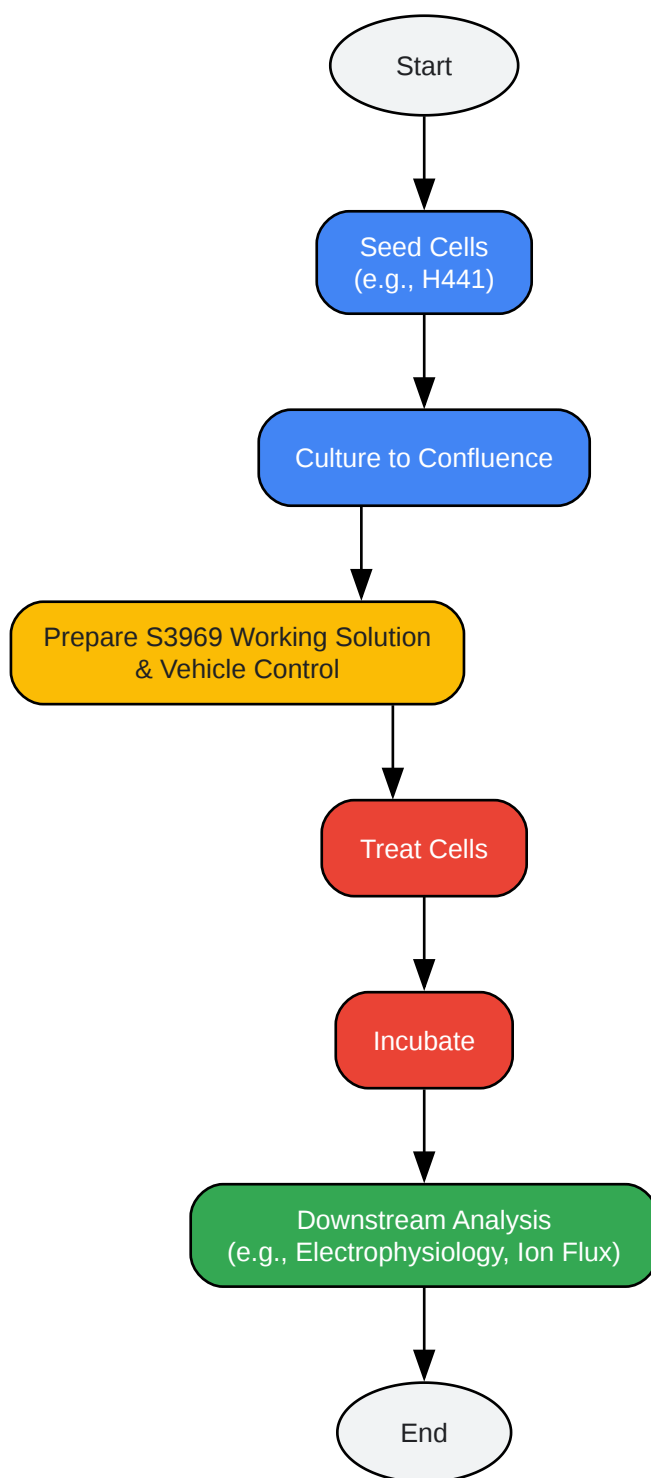 Start
Seed Cells
(e.g., H441)
Culture to Confluence
Prepare S3969 Working Solution
& Vehicle Control
Treat Cells
Incubate
Downstream Analysis
(e.g., Electrophysiology, Ion Flux)
End